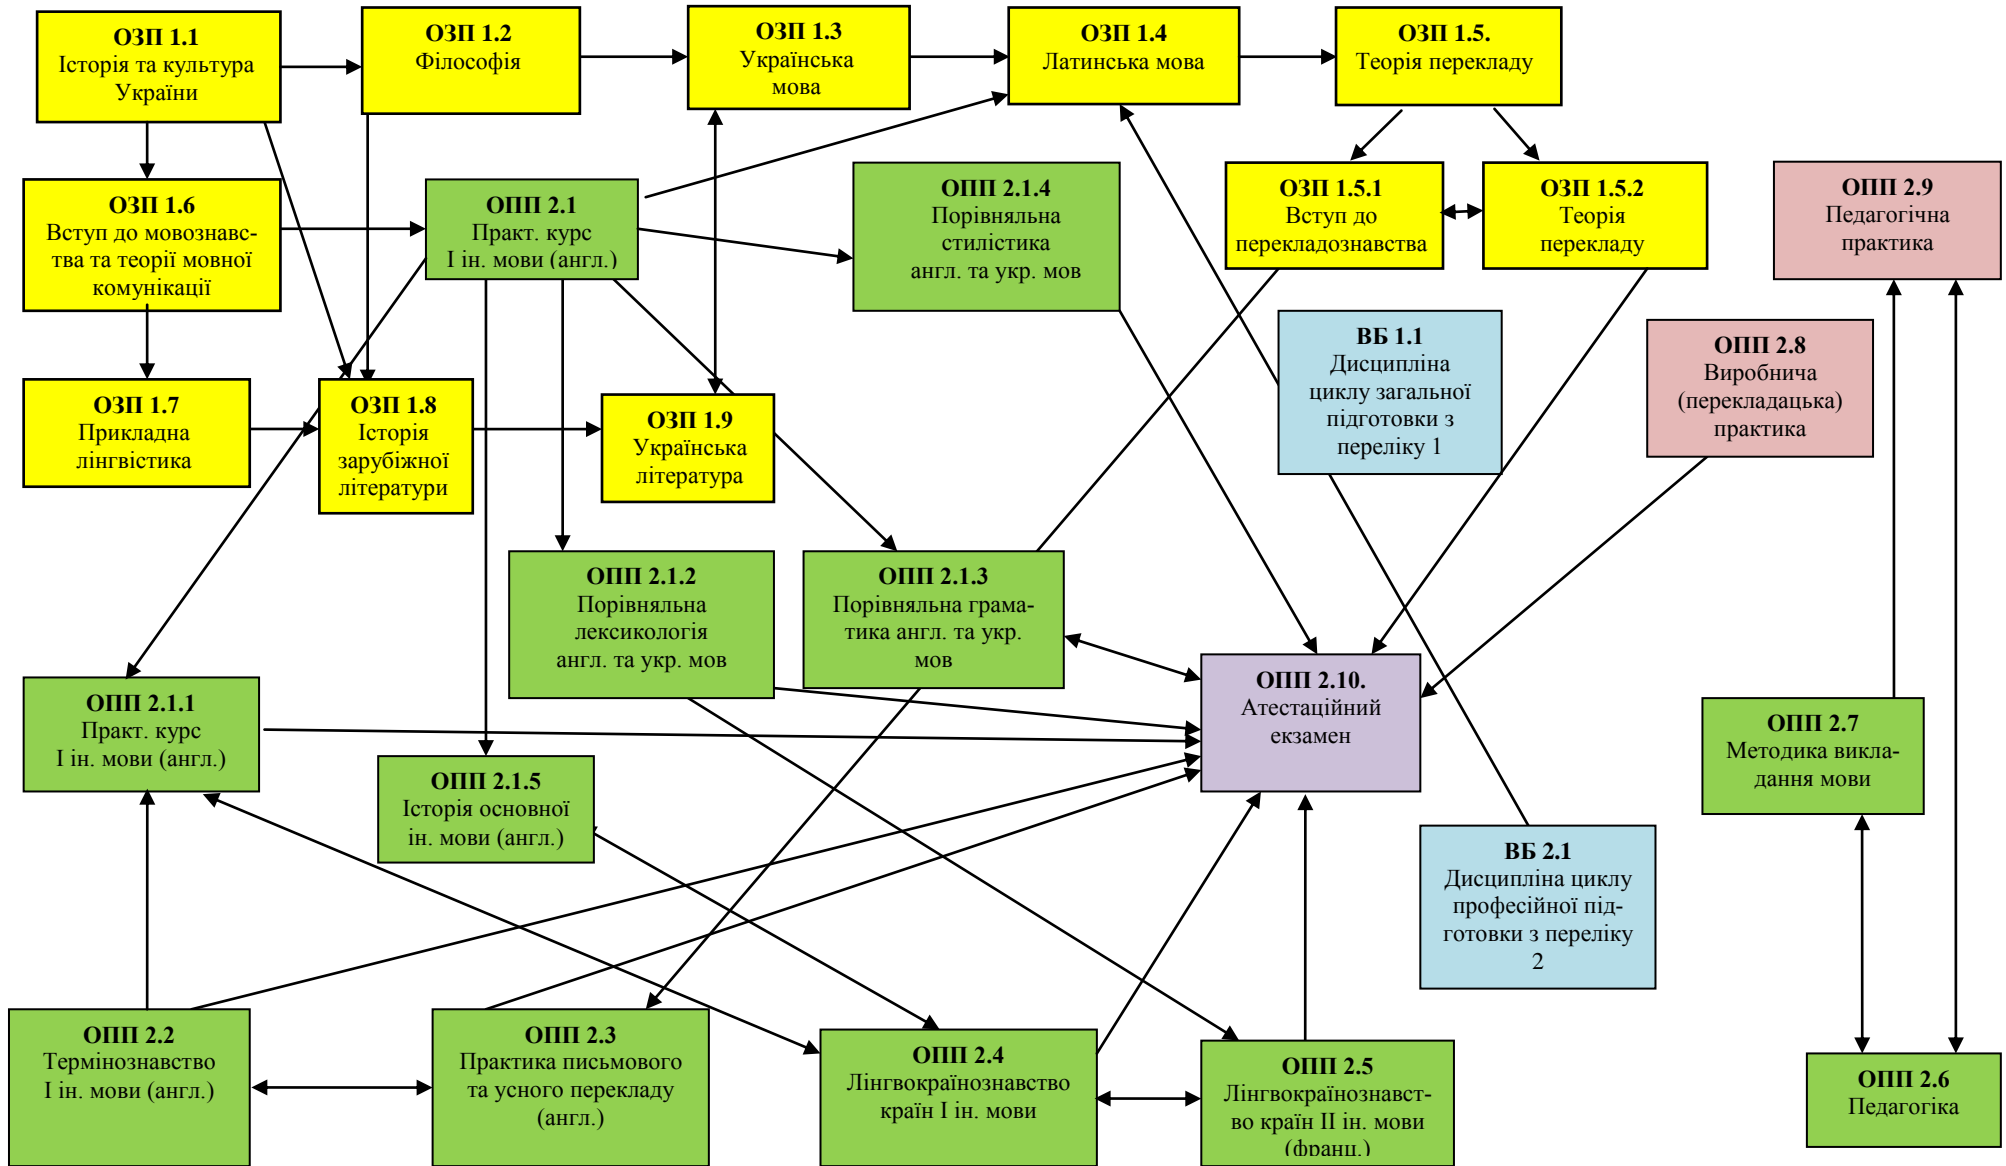 ОЗП 1.1
Історія та культура
України
ОЗП 1.2
Філософія
ОЗП 1.3
Українська
мова
ОЗП 1.4
Латинська мова
ОЗП 1.5.
Теорія перекладу
ОЗП 1.6
Вступ до мовознавс-
тва та теорії мовної
комунікації
ОПП 2.1
Практ. курс
І ін. мови (англ.)
ОПП 2.1.4
Порівняльна
стилістика
англ. та укр. мов
ОЗП 1.5.1
Вступ до
перекладознавства
ОЗП 1.5.2
Теорія
перекладу
ОПП 2.9
Педагогічна
практика
ВБ 1.1
Дисципліна
циклу загальної
підготовки з
переліку 1
ОПП 2.8
Виробнича
(перекладацька)
практика
ОЗП 1.7
Прикладна
лінгвістика
ОЗП 1.8
Історія
зарубіжної
літератури
ОЗП 1.9
Українська
література
ОПП 2.1.2
Порівняльна
лексикологія
англ. та укр. мов
ОПП 2.1.3
Порівняльна грама-
тика англ. та укр.
мов
ОПП 2.10.
Атестаційний
екзамен
ОПП 2.1.1
Практ. курс
І ін. мови (англ.)
ОПП 2.1.5
Історія основної
ін. мови (англ.)
ОПП 2.7
Методика викла-
дання мови
ВБ 2.1
Дисципліна циклу
професійної під-
готовки з переліку
2
ОПП 2.2
Термінознавство
І ін. мови (англ.)
ОПП 2.3
Практика письмового
та усного перекладу
(англ.)
ОПП 2.4
Лінгвокраїнознавство
країн І ін. мови
ОПП 2.5
Лінгвокраїнознавст-
во країн ІІ ін. мови
(франц.)
ОПП 2.6
Педагогіка